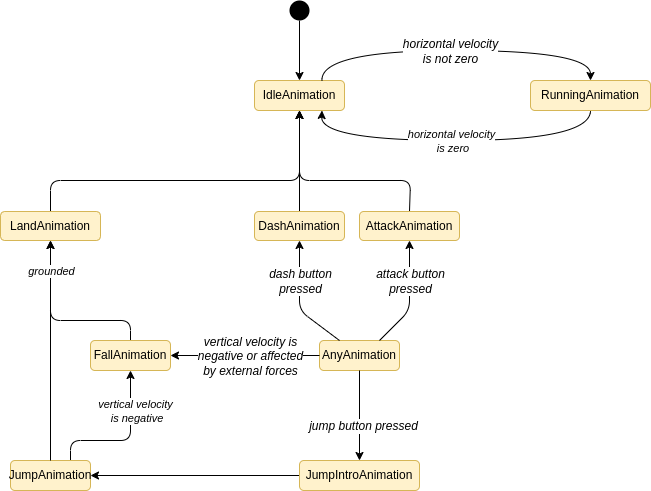 horizontal velocity
is not zero
IdleAnimation
RunningAnimation
horizontal velocity
is zero
LandAnimation
DashAnimation
AttackAnimation
grounded
dash button
pressed
attack button
pressed
vertical velocity is
negative or affected
by external forces
FallAnimation
AnyAnimation
vertical velocity
is negative
jump button pressed
JumpAnimation
JumpIntroAnimation